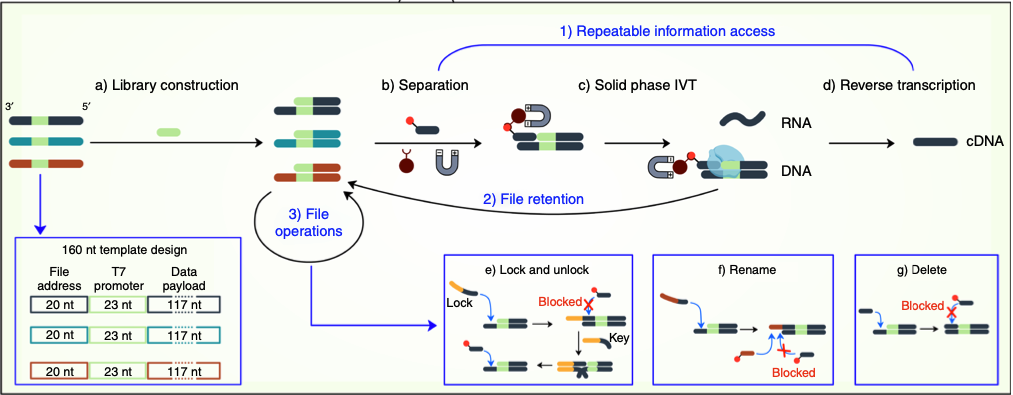 1) Repeatable information access
a) Library construction
b) Separation
c) Solid phase IVT
d) Reverse transcription
3′
5′
RNA
cDNA
DNA
2) File retention
3) File
operations
160 nt template design
File
address
T7
promoter
Data
payload
20 nt
23 nt
117 nt
20 nt
23 nt
117 nt
20 nt
23 nt
117 nt
e) Lock and unlock
Lock
Blocked
Key
f) Rename
Blocked
g) Delete
Blocked